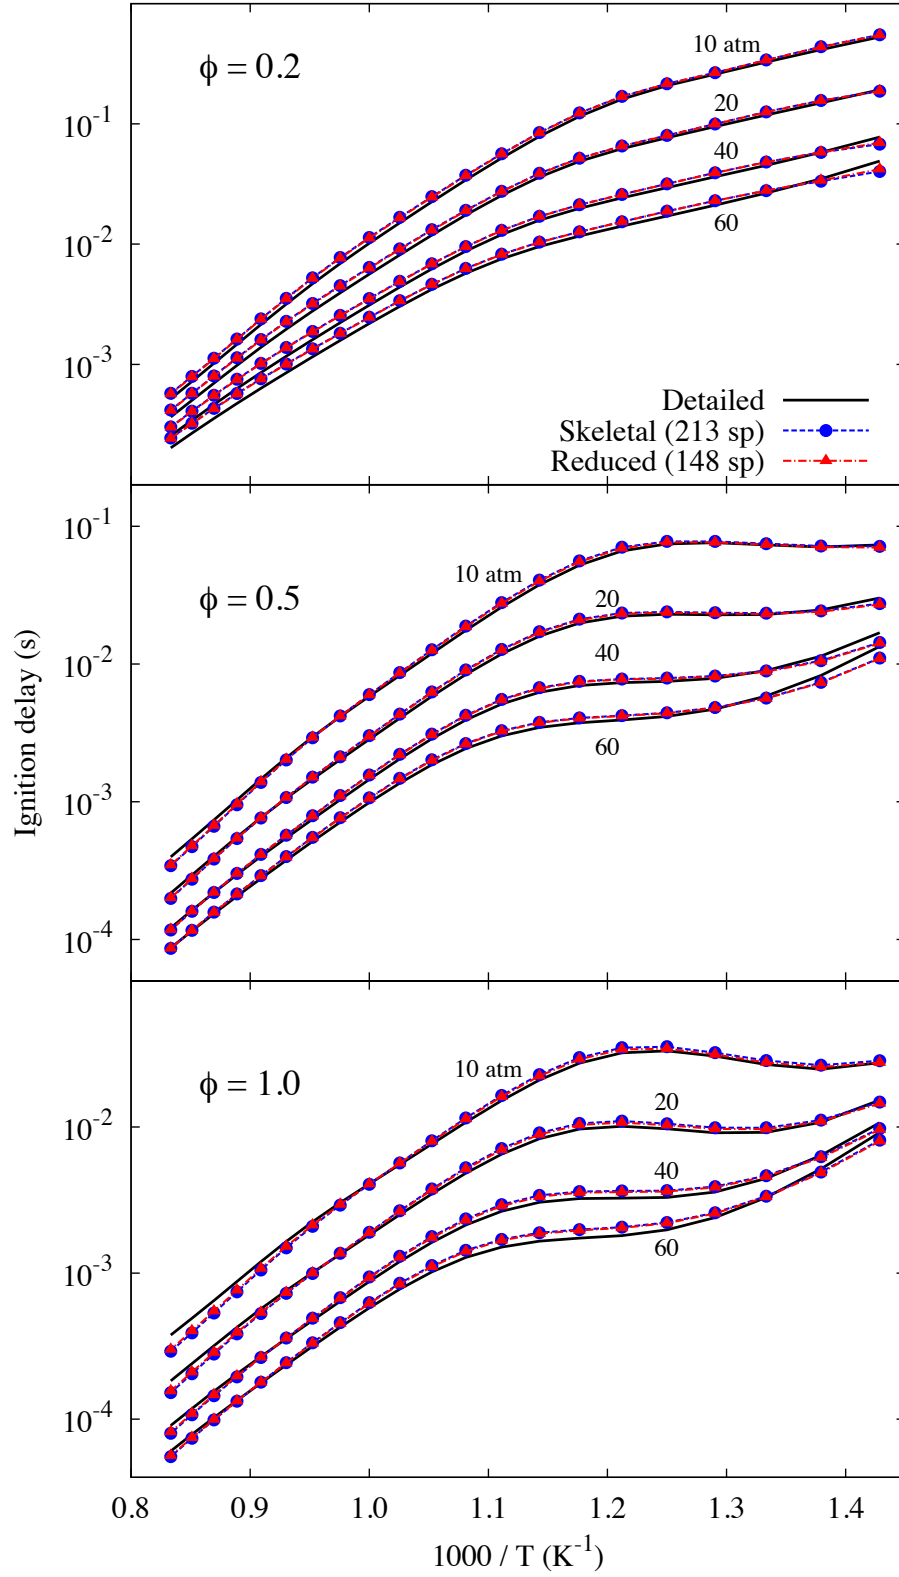 ϕ = 0.2
10 atm
20
40
60
10⁻¹
10⁻²
10⁻³
Detailed
Skeletal (213 sp)
Reduced (148 sp)
ϕ = 0.5
10 atm
20
40
60
10⁻¹
10⁻²
10⁻³
10⁻⁴
Ignition delay (s)
ϕ = 1.0
10 atm
20
40
60
10⁻²
10⁻³
10⁻⁴
0.8 0.9 1.0 1.1 1.2 1.3 1.4
1000 / T (K⁻¹)